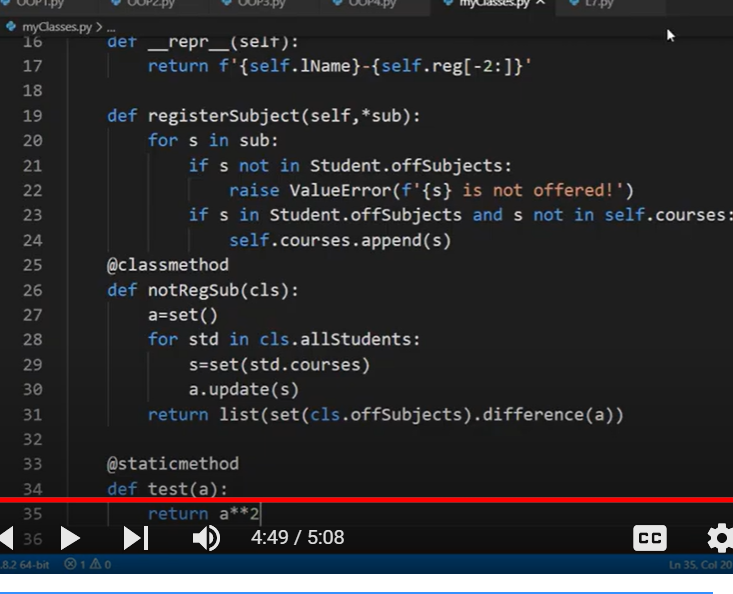 OOP1.py OOP2.py OOP3.py OOP4.py myClasses.py × L7.py
myClasses.py > ...
16 def __repr__(self):
17 return f'{self.lName}-{self.reg[-2:]}'
18
19 def registerSubject(self,*sub):
20 for s in sub:
21 if s not in Student.offSubjects:
22 raise ValueError(f'{s} is not offered!')
23 if s in Student.offSubjects and s not in self.courses:
24 self.courses.append(s)
25 @classmethod
26 def notRegSub(cls):
27 a=set()
28 for std in cls.allStudents:
29 s=set(std.courses)
30 a.update(s)
31 return list(set(cls.offSubjects).difference(a))
32
33 @staticmethod
34 def test(a):
35 return a**2
36
4:49 / 5:08 CC
.8.2 64-bit 1 0 Ln 35, Col 20